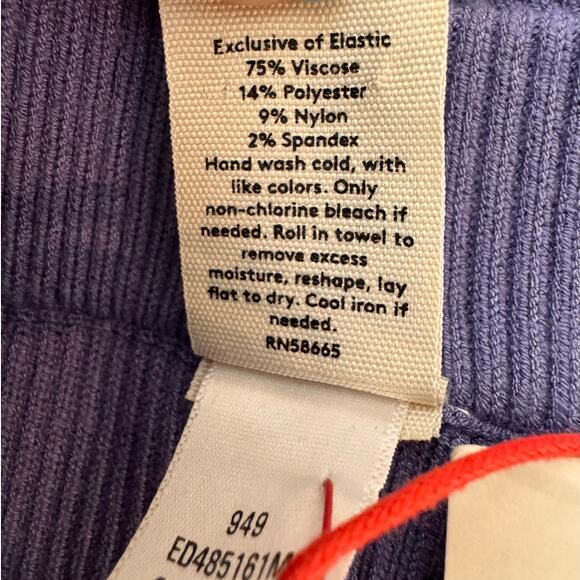 Exclusive of Elastic
75% Viscose
14% Polyester
9% Nylon
2% Spandex
Hand wash cold, with
like colors. Only
non-chlorine bleach if
needed. Roll in towel to
remove excess
moisture, reshape, lay
flat to dry. Cool iron if
needed.
RN58665
949
ED485161M